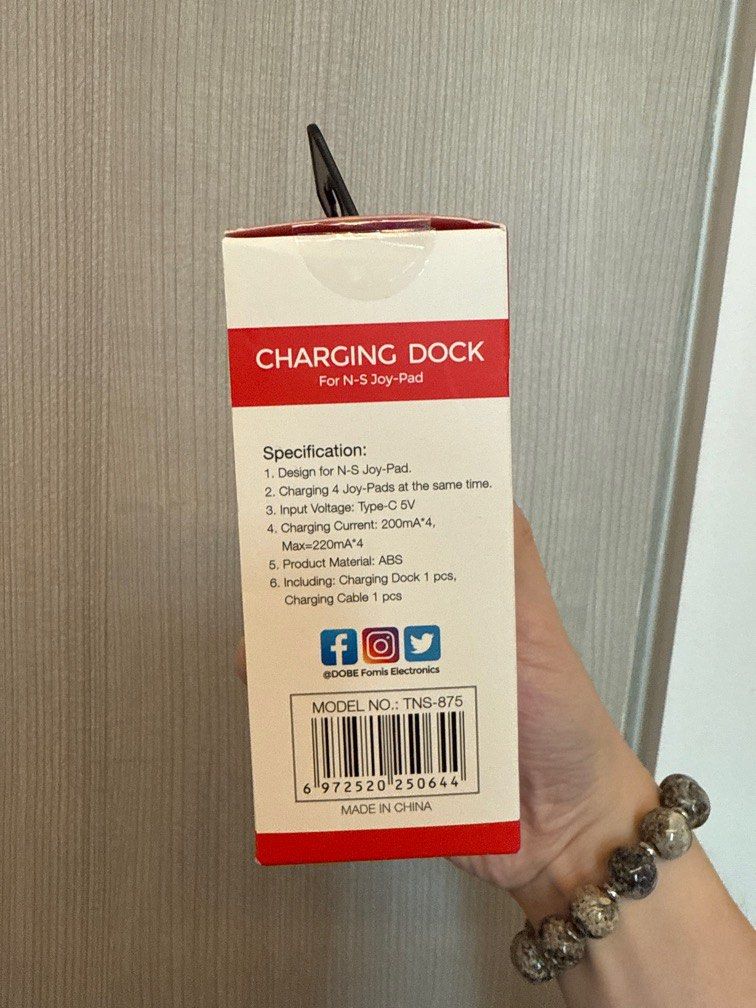 CHARGING DOCK
For N-S Joy-Pad
Specification:
1. Design for N-S Joy-Pad.
2. Charging 4 Joy-Pads at the same time.
3. Input Voltage: Type-C 5V
4. Charging Current: 200mA*4,
Max=220mA*4
5. Product Material: ABS
6. Including: Charging Dock 1 pcs,
Charging Cable 1 pcs
@DOBE Fornis Electronics
MODEL NO.: TNS-875
6 972520 250644
MADE IN CHINA